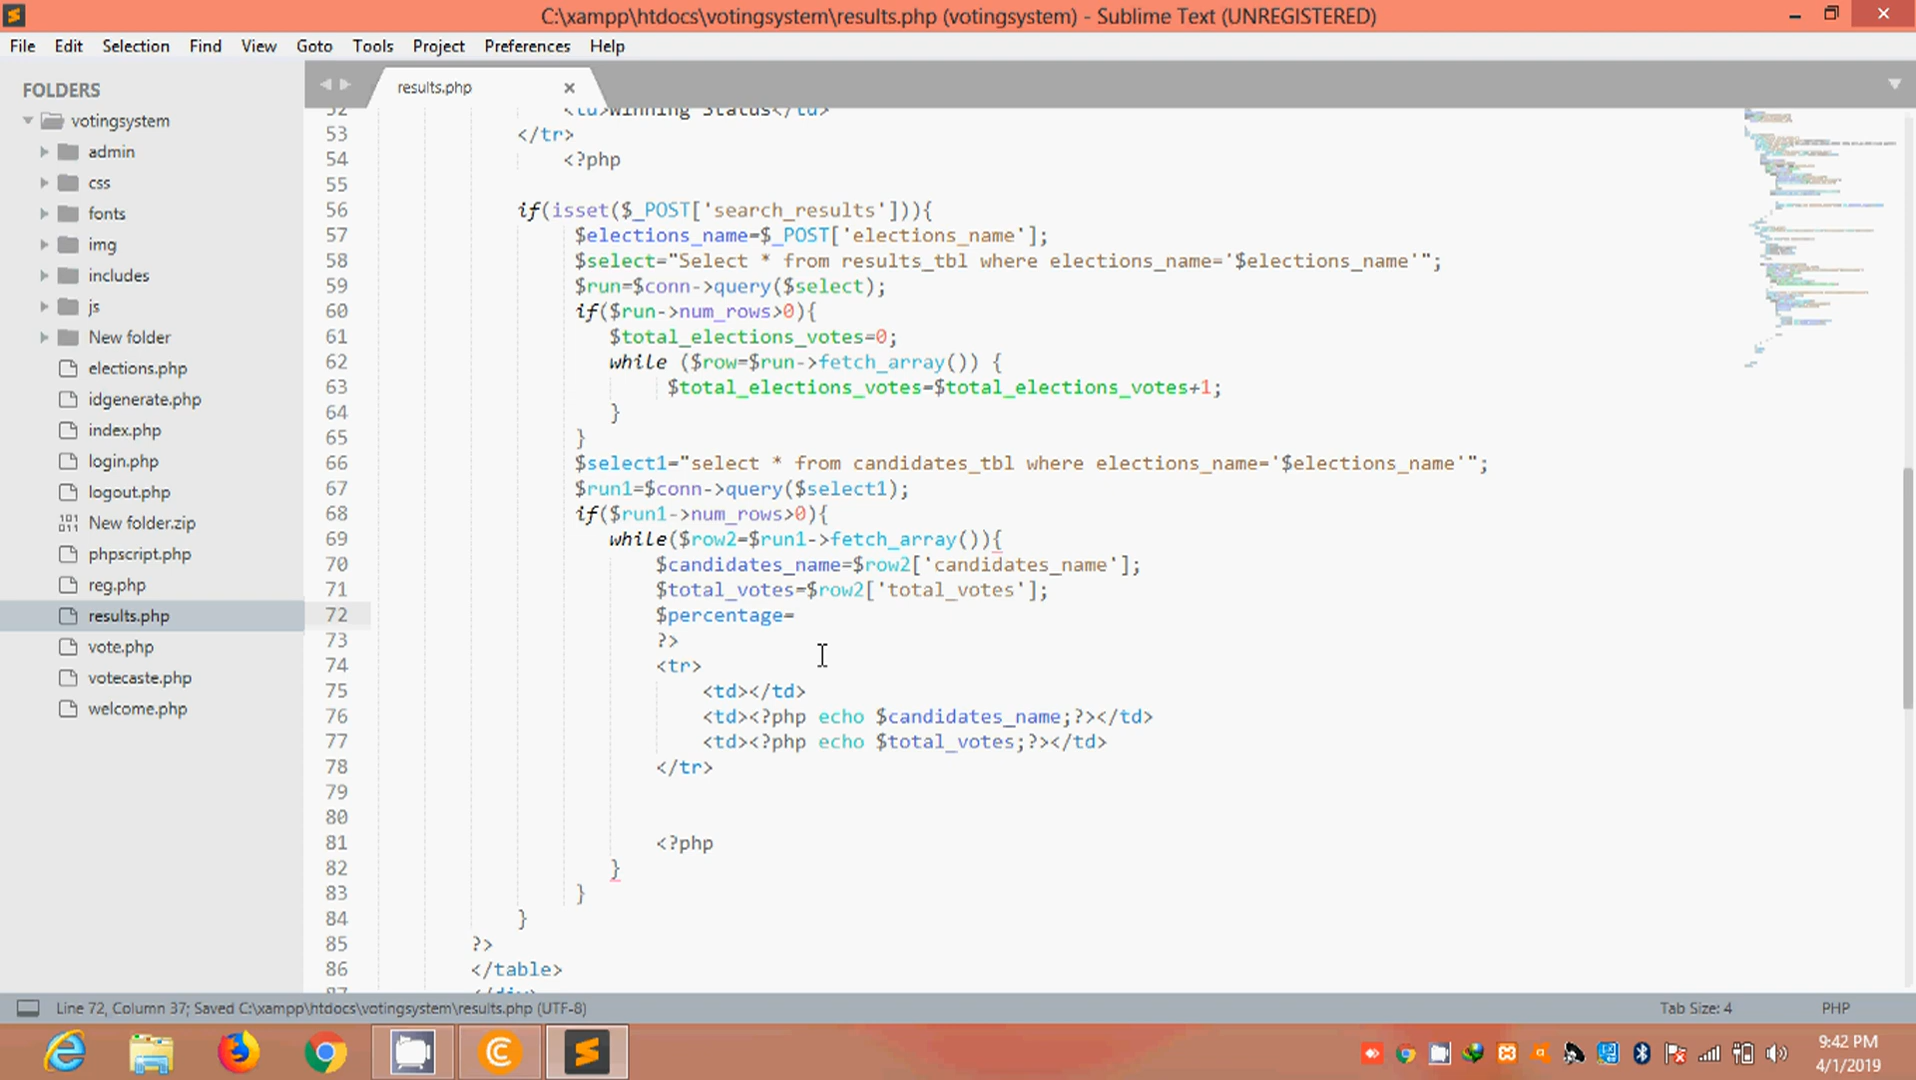 C:\xampp\htdocs\votingsystem\results.php (votingsystem) - Sublime Text (UNREGISTERED)
File Edit Selection Find View Goto Tools Project Preferences Help
FOLDERS
votingsystem
admin
css
fonts
img
includes
js
New folder
elections.php
idgenerate.php
index.php
login.php
logout.php
New folder.zip
phpscript.php
reg.php
results.php
vote.php
votecaste.php
welcome.php
results.php
52 <td>Winning Status</td>
53 </tr>
54 <?php
55
56 if(isset($_POST['search_results'])){
57 $elections_name=$_POST['elections_name'];
58 $select="Select * from results_tbl where elections_name='$elections_name'";
59 $run=$conn->query($select);
60 if($run->num_rows>0){
61 $total_elections_votes=0;
62 while ($row=$run->fetch_array()) {
63 $total_elections_votes=$total_elections_votes+1;
64 }
65 }
66 $select1="select * from candidates_tbl where elections_name='$elections_name'";
67 $run1=$conn->query($select1);
68 if($run1->num_rows>0){
69 while($row2=$run1->fetch_array()){
70 $candidates_name=$row2['candidates_name'];
71 $total_votes=$row2['total_votes'];
72 $percentage=
73 ?>
74 <tr>
75 <td></td>
76 <td><?php echo $candidates_name;?></td>
77 <td><?php echo $total_votes;?></td>
78 </tr>
79
80
81 <?php
82 }
83 }
84 }
85 ?>
86 </table>
87 </div>
Line 72, Column 37; Saved C:\xampp\htdocs\votingsystem\results.php (UTF-8)
Tab Size: 4
PHP
9:42 PM
4/1/2019